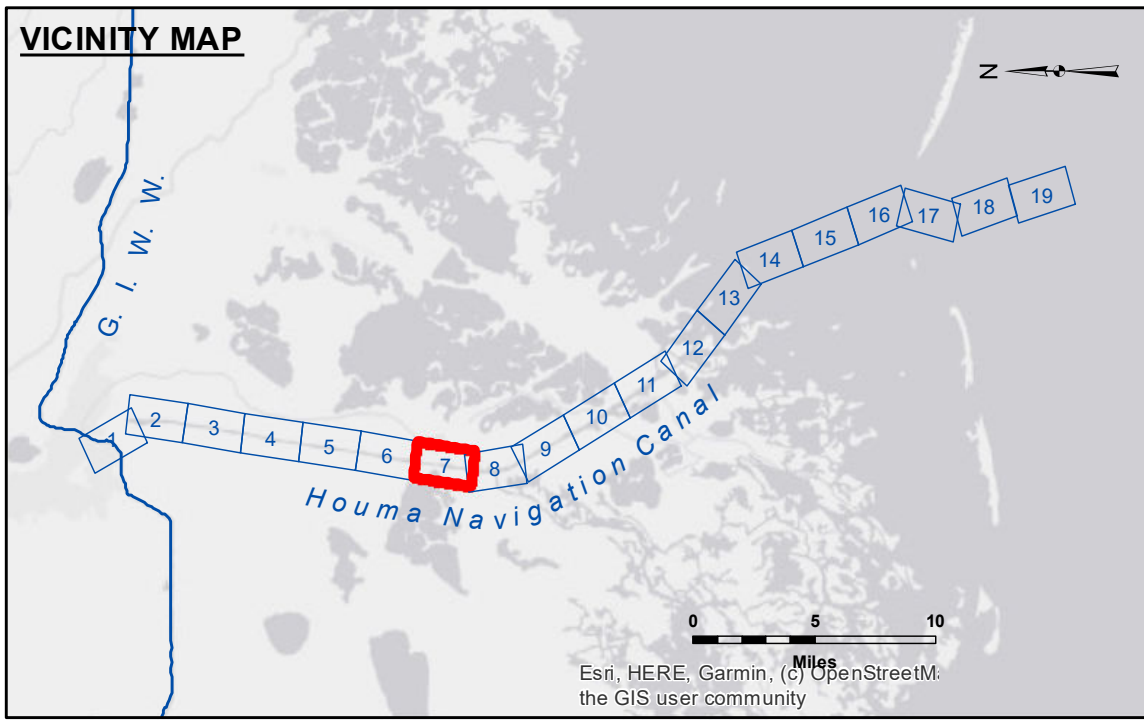 VICINITY MAP
N
G. I. W. W.
1
2
3
4
5
6
7
8
9
10
11
12
13
14
15
16
17
18
19
Houma Navigation Canal
0 5 10
Miles
Esri, HERE, Garmin, (c) OpenStreetM
the GIS user community